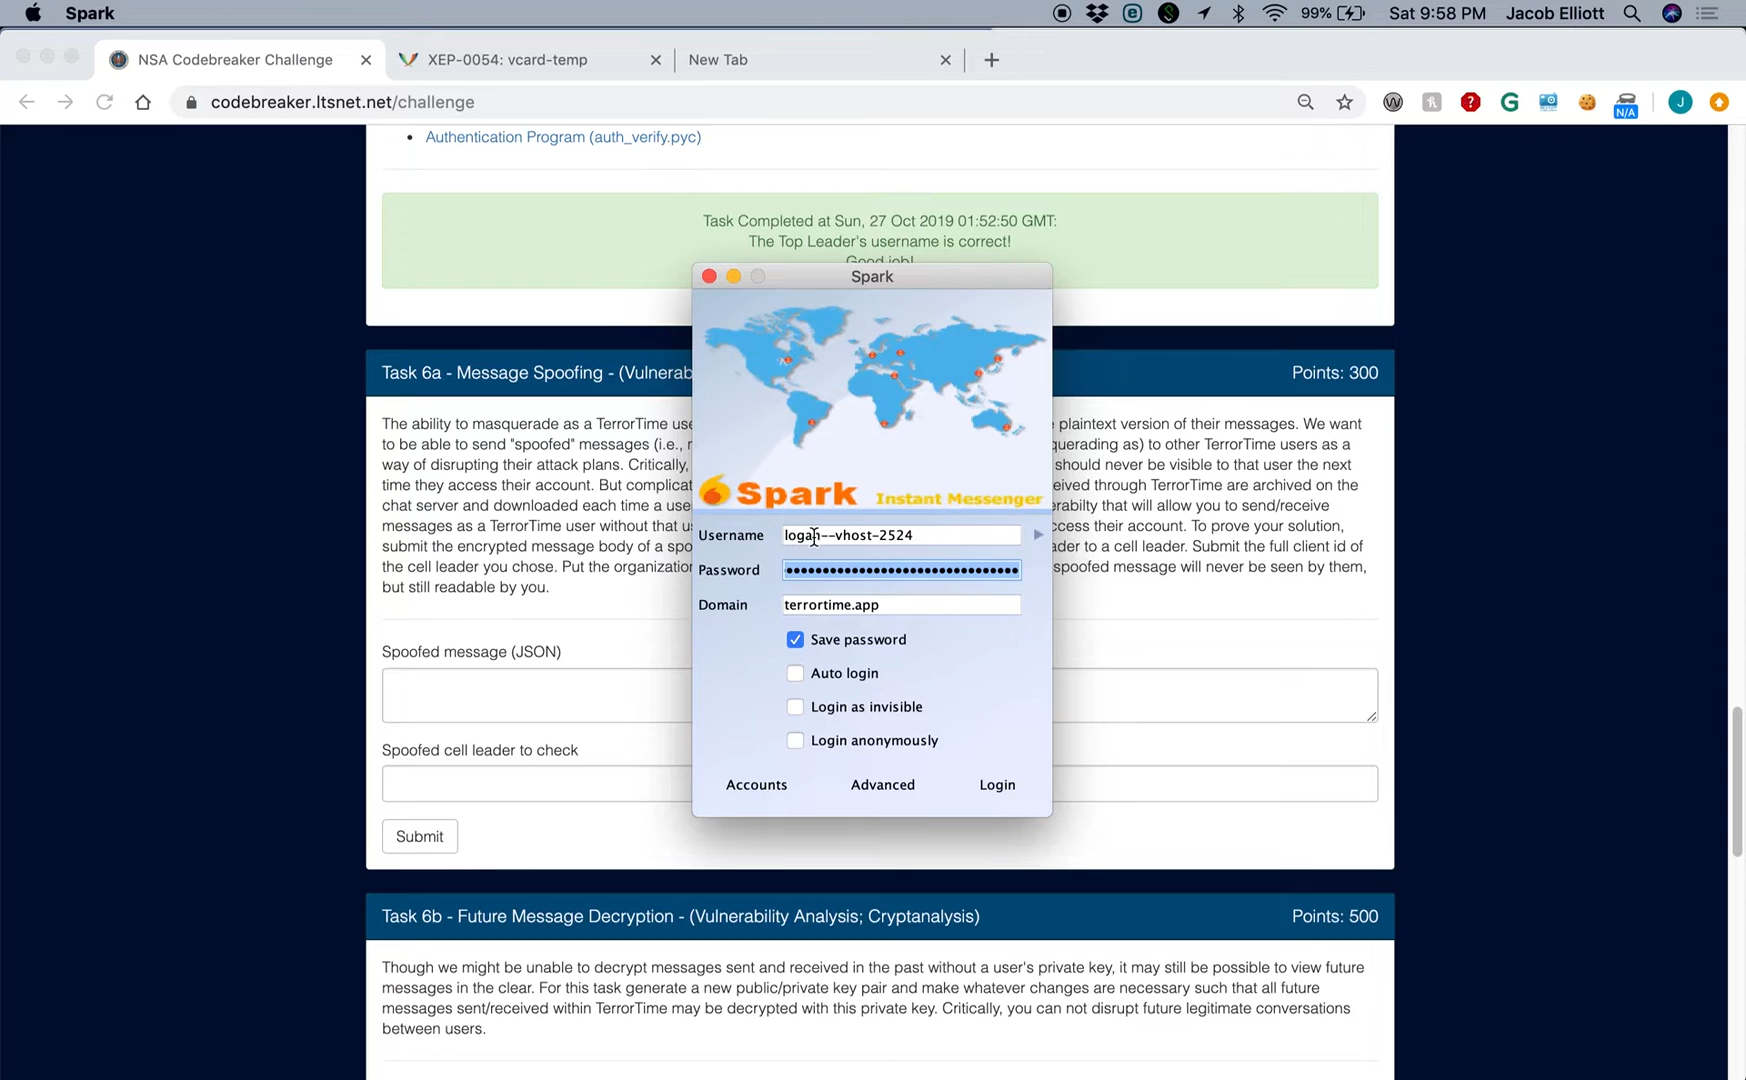 Spark
99%
Sat 9:58 PM
Jacob Elliott
NSA Codebreaker Challenge
XEP-0054: vcard-temp
New Tab
codebreaker.ltsnet.net/challenge
N/A
J
Authentication Program (auth_verify.pyc)
Task Completed at Sun, 27 Oct 2019 01:52:50 GMT:
The Top Leader's username is correct!
Good job!
Spark
Spark Instant Messenger
Username logan--vhost-2524
Password
Domain terrortime.app
Save password
Auto login
Login as invisible
Login anonymously
Accounts Advanced Login
Task 6a - Message Spoofing - (Vulnerab
Points: 300
The ability to masquerade as a TerrorTime use plaintext version of their messages. We want
to be able to send "spoofed" messages (i.e., querading as) to other TerrorTime users as a
way of disrupting their attack plans. Critically, should never be visible to that user the next
time they access their account. But complicat ceived through TerrorTime are archived on the
chat server and downloaded each time a use erabilty that will allow you to send/receive
messages as a TerrorTime user without that us ccess their account. To prove your solution,
submit the encrypted message body of a spo ader to a cell leader. Submit the full client id of
the cell leader you chose. Put the organization spoofed message will never be seen by them,
but still readable by you.
Spoofed message (JSON)
Spoofed cell leader to check
Submit
Task 6b - Future Message Decryption - (Vulnerability Analysis; Cryptanalysis)
Points: 500
Though we might be unable to decrypt messages sent and received in the past without a user's private key, it may still be possible to view future
messages in the clear. For this task generate a new public/private key pair and make whatever changes are necessary such that all future
messages sent/received within TerrorTime may be decrypted with this private key. Critically, you can not disrupt future legitimate conversations
between users.